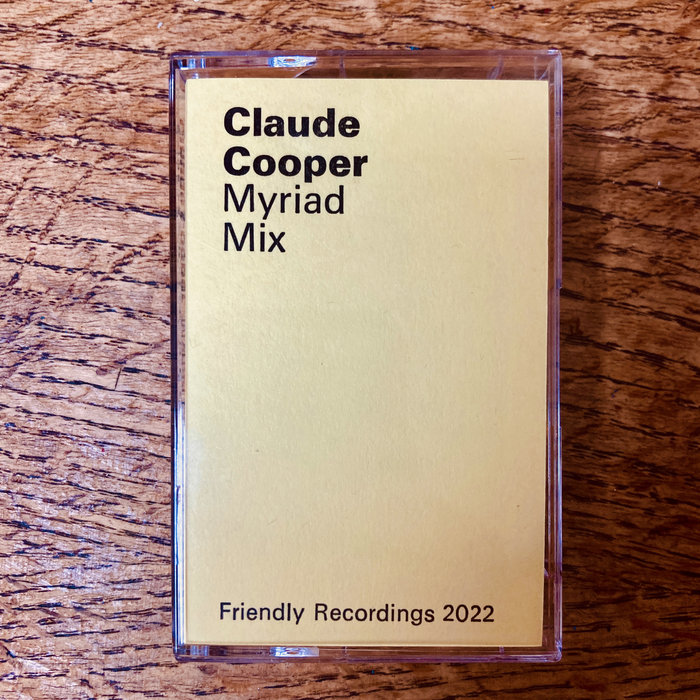 Claude
Cooper
Myriad
Mix
Friendly Recordings 2022